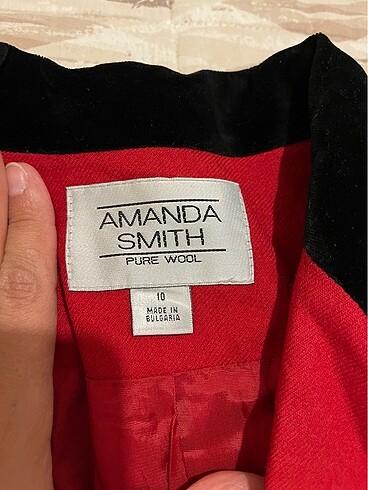 AMANDA
SMITH
PURE WOOL
10
MADE IN
BULGARIA